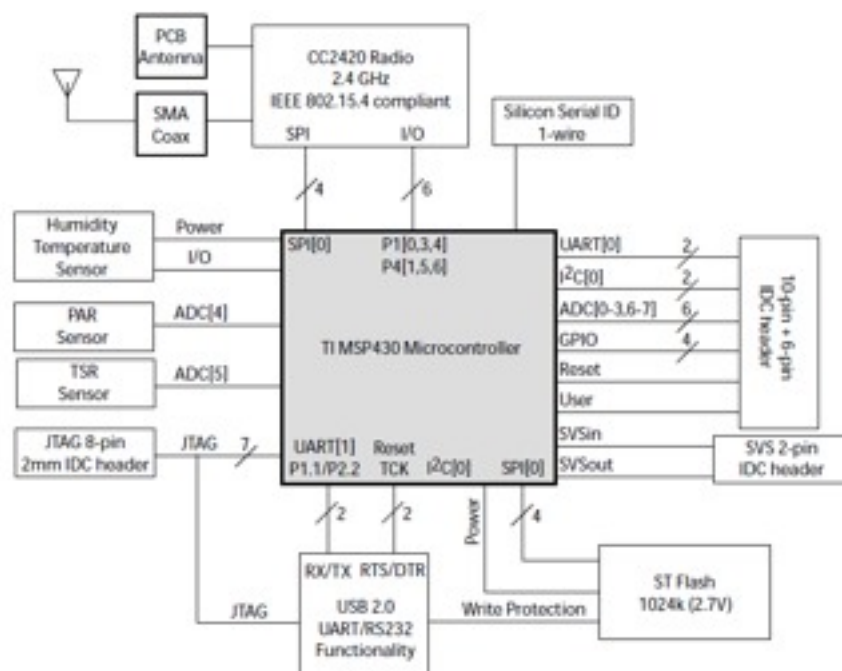 PCB
Antenna
CC2420 Radio
2.4 GHz
IEEE 802.15.4 compliant
SPI
I/O
SMA
Coax
Silicon Serial ID
1-wire
4
6
Humidity
Temperature
Sensor
Power
I/O
SPI[0]
P1[0,3,4]
P4[1,5,6]
UART[0]
2
I²C[0]
2
ADC[0-3,6-7]
6
GPIO
4
Reset
User
10-pin + 6-pin
IDC header
PAR
Sensor
ADC[4]
TI MSP430 Microcontroller
TSR
Sensor
ADC[5]
JTAG 8-pin
2mm IDC header
JTAG
7
UART[1]
P1.1/P2.2
Reset
TCK
I²C[0]
SPI[0]
SVSin
SVSout
SVS 2-pin
IDC header
2
2
Power
4
RX/TX
RTS/DTR
USB 2.0
UART/RS232
Functionality
JTAG
Write Protection
ST Flash
1024k (2.7V)